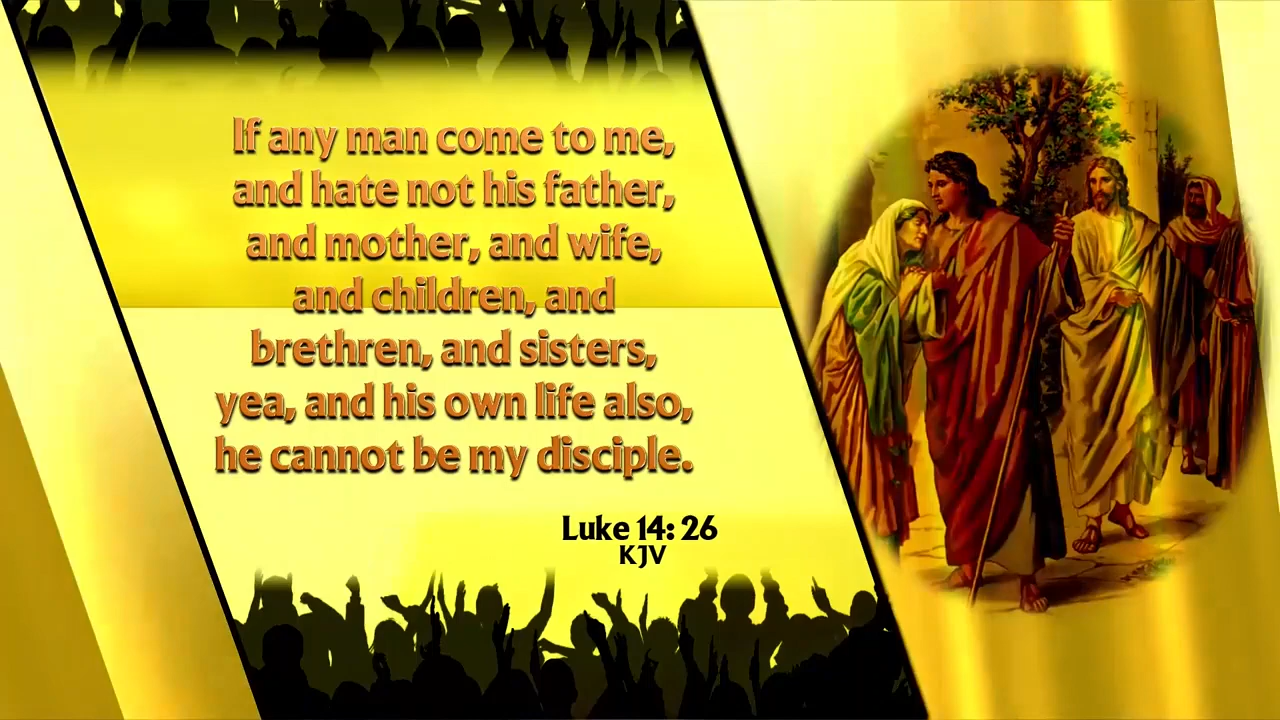 If any man come to me,
and hate not his father,
and mother, and wife,
and children, and
brethren, and sisters,
yea, and his own life also,
he cannot be my disciple.
Luke 14: 26
KJV